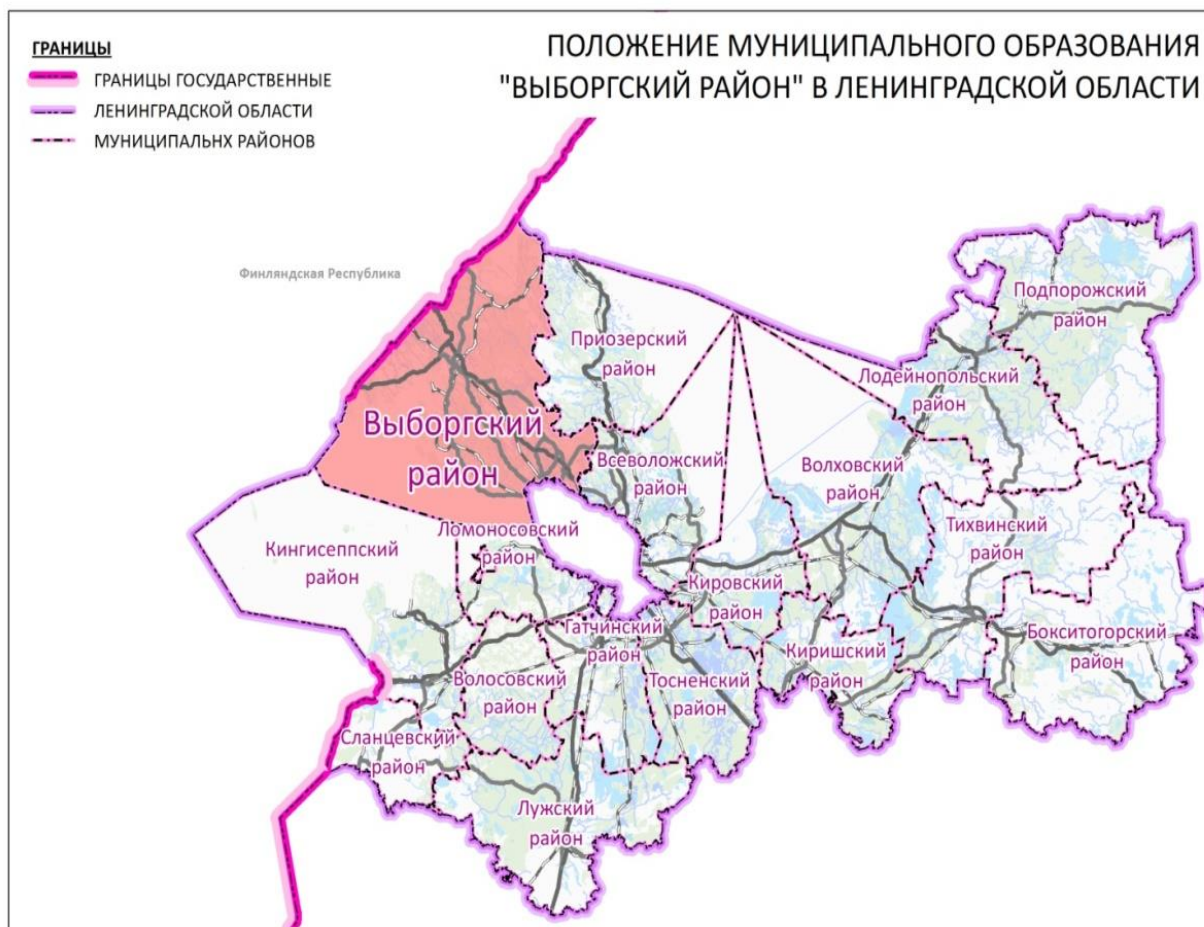 ГРАНИЦЫ
ГРАНИЦЫ ГОСУДАРСТВЕННЫЕ
ЛЕНИНГРАДСКОЙ ОБЛАСТИ
МУНИЦИПАЛЬНХ РАЙОНОВ
ПОЛОЖЕНИЕ МУНИЦИПАЛЬНОГО ОБРАЗОВАНИЯ
"ВЫБОРГСКИЙ РАЙОН" В ЛЕНИНГРАДСКОЙ ОБЛАСТИ
Финляндская Республика
Подпорожский
район
Приозерский
район
Лодейнопольский
район
Выборгский
район
Всеволожский
район
Волховский
район
Тихвинский
район
Ломоносовский
район
Кингисеппский
район
Кировский
район
Гатчинский
район
Киришский
район
Бокситогорский
район
Волосовский
район
Тосненский
район
Сланцевский
район
Лужский
район